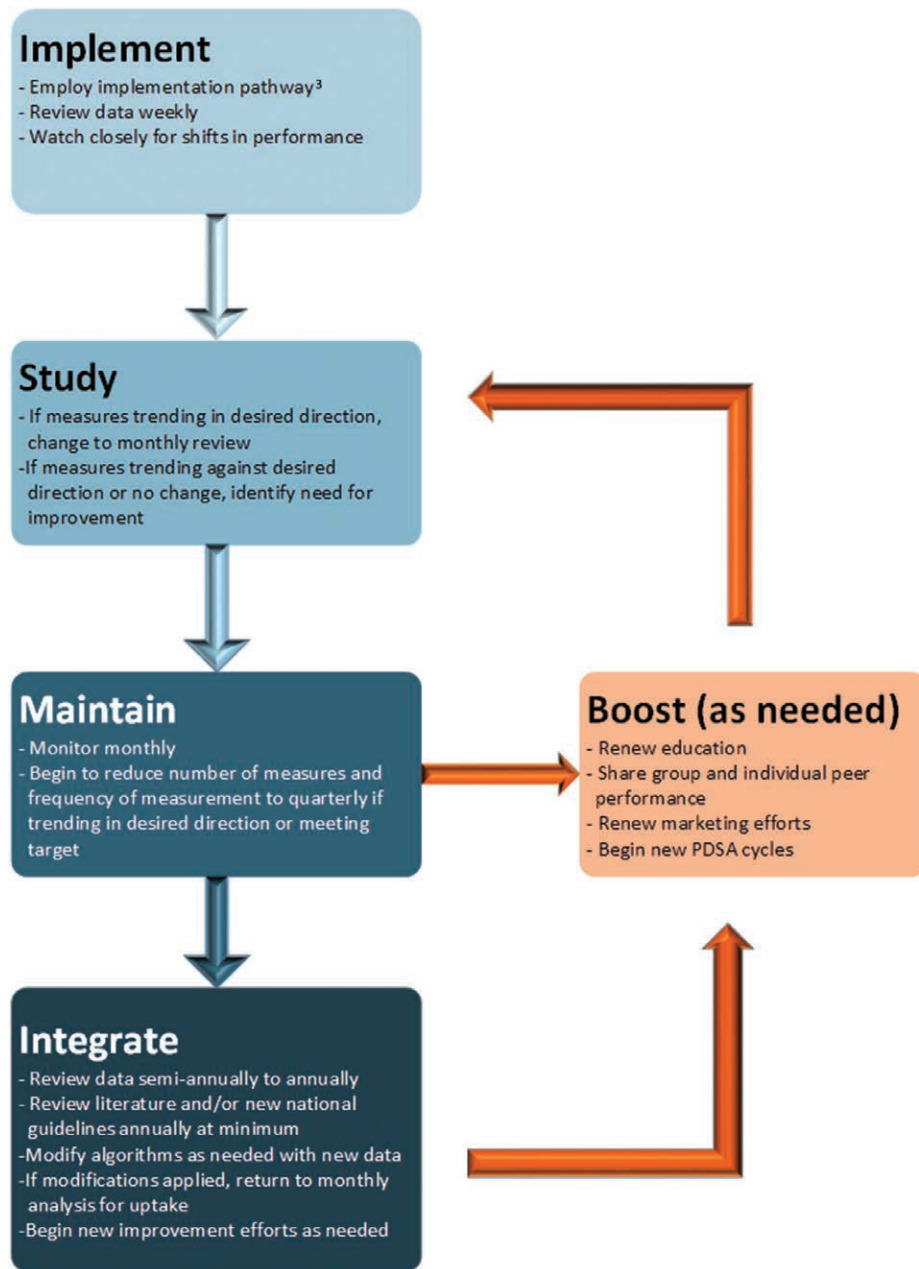 Implement
- Employ implementation pathway³
- Review data weekly
- Watch closely for shifts in performance
Study
- If measures trending in desired direction,
change to monthly review
-If measures trending against desired
direction or no change, identify need for
improvement
Maintain
- Monitor monthly
- Begin to reduce number of measures and
frequency of measurement to quarterly if
trending in desired direction or meeting
target
Boost (as needed)
- Renew education
- Share group and individual peer
performance
- Renew marketing efforts
- Begin new PDSA cycles
Integrate
- Review data semi-annually to annually
- Review literature and/or new national
guidelines annually at minimum
-Modify algorithms as needed with new data
-If modifications applied, return to monthly
analysis for uptake
-Begin new improvement efforts as needed